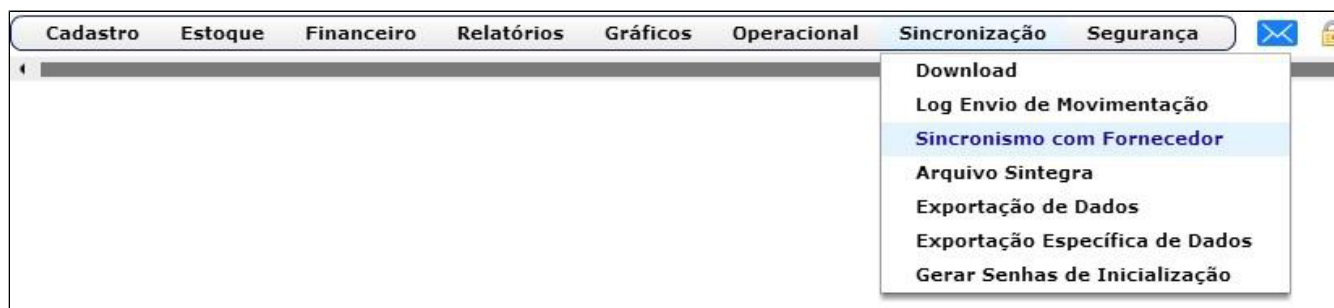 Cadastro Estoque Financeiro Relatórios Gráficos Operacional Sincronização Segurança
Download
Log Envio de Movimentação
Sincronismo com Fornecedor
Arquivo Sintegra
Exportação de Dados
Exportação Específica de Dados
Gerar Senhas de Inicialização